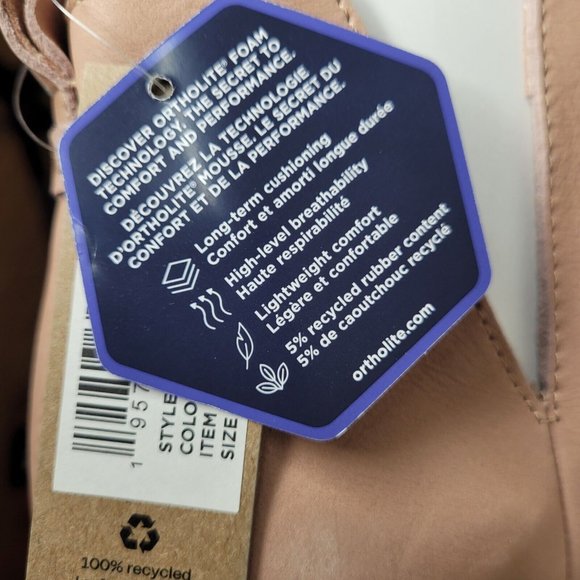 DISCOVER ORTHOLITE® FOAM
TECHNOLOGY, THE SECRET TO
COMFORT AND PERFORMANCE.
DÉCOUVREZ LA TECHNOLOGIE
D'ORTHOLITE® MOUSSE, LE SECRET DU
CONFORT ET DE LA PERFORMANCE.
Long-term cushioning
Confort et amorti longue durée
High-level breathability
Haute respirabilité
Lightweight comfort
Légère et confortable
5% recycled rubber content
5% de caoutchouc recyclé
ortholite.com
1 957
STYLE
COLO
ITEM
SIZE
100% recycled